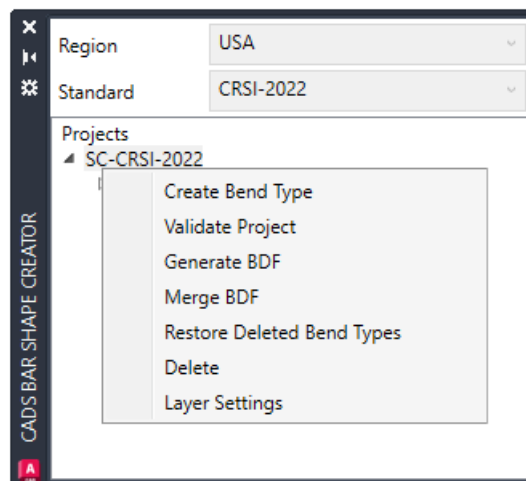 Region
USA
Standard
CRSI-2022
Projects
SC-CRSI-2022
Create Bend Type
Validate Project
Generate BDF
Merge BDF
Restore Deleted Bend Types
Delete
Layer Settings
CADS BAR SHAPE CREATOR
A